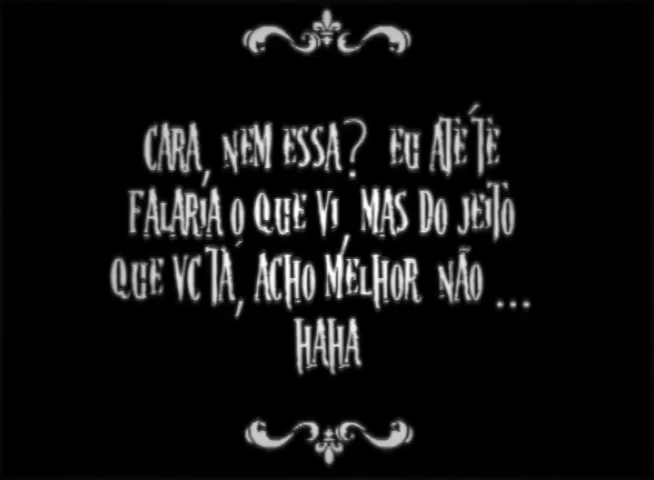 CARA, NEM ESSA? EU ATÉ TE
FALARIA O QUE VI, MAS DO JEITO
QUE VC TÁ, ACHO MELHOR NÃO ...
HAHA